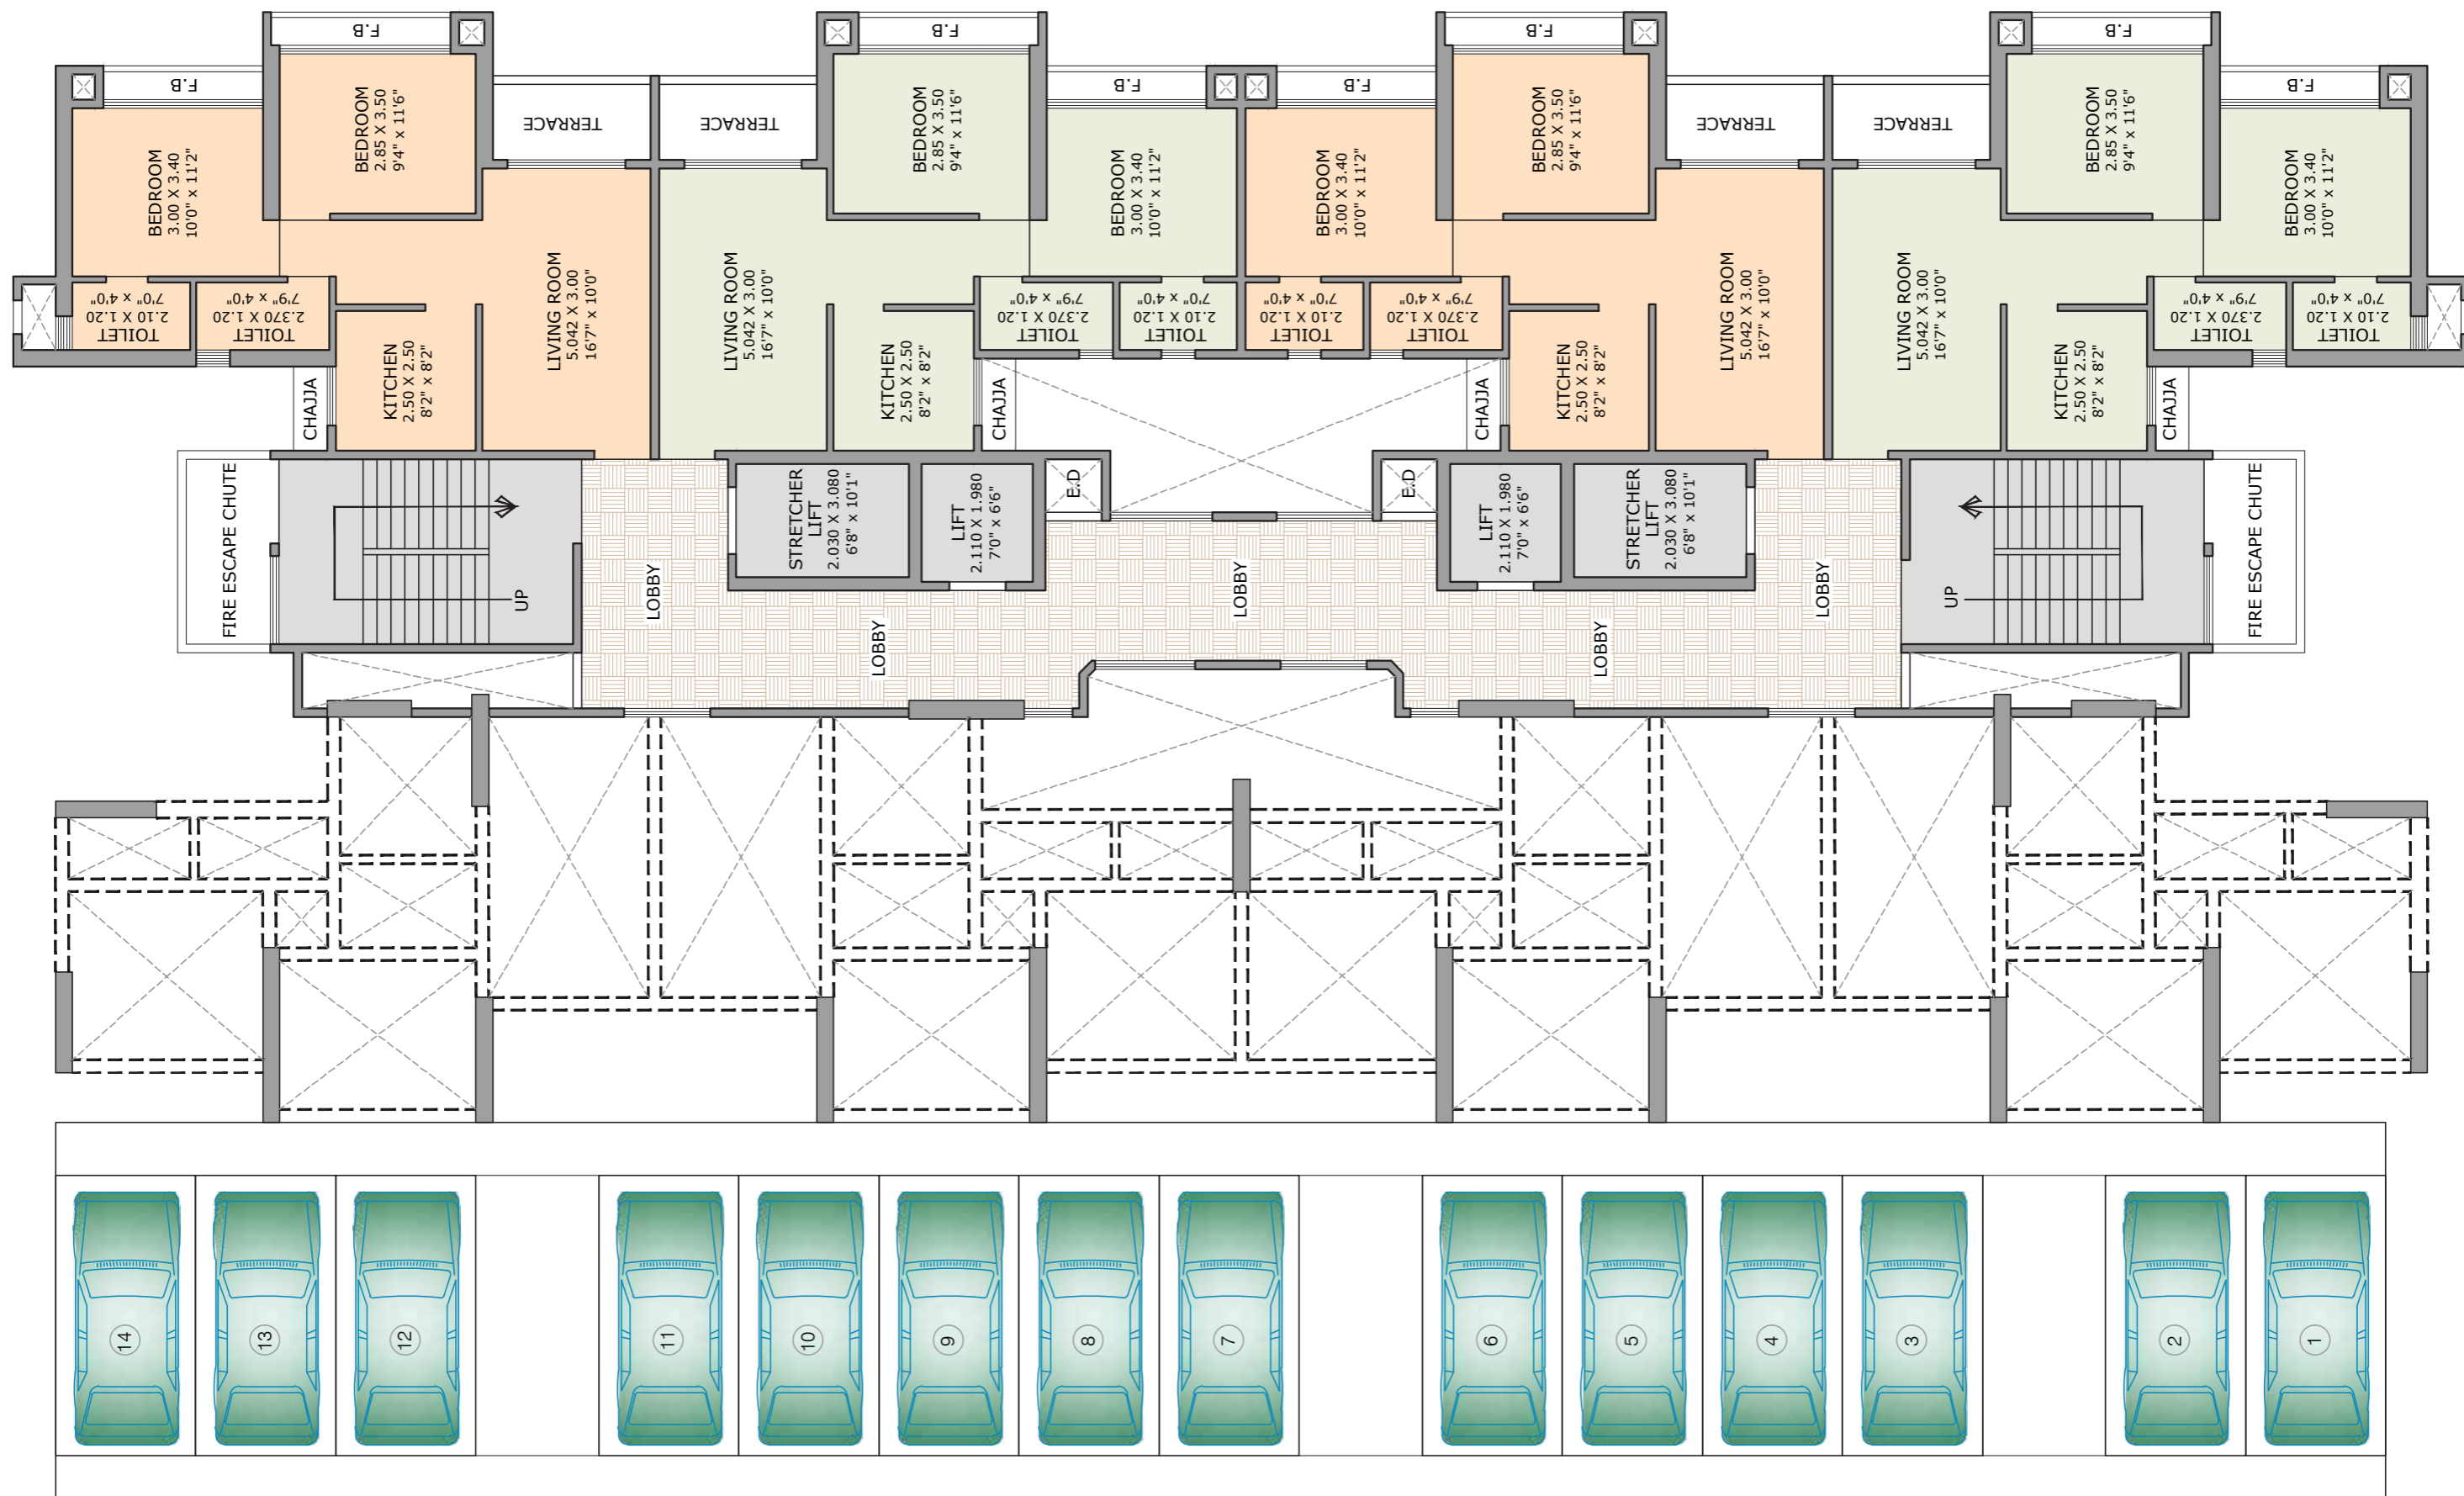 F.B
F.B
F.B
F.B
F.B
F.B
F.B
F.B
BEDROOM
3.00 X 3.40
10'0" x 11'2"
BEDROOM
2.85 X 3.50
9'4" x 11'6"
TERRACE
TERRACE
BEDROOM
2.85 X 3.50
9'4" x 11'6"
BEDROOM
3.00 X 3.40
10'0" x 11'2"
BEDROOM
3.00 X 3.40
10'0" x 11'2"
BEDROOM
2.85 X 3.50
9'4" x 11'6"
TERRACE
TERRACE
BEDROOM
2.85 X 3.50
9'4" x 11'6"
BEDROOM
3.00 X 3.40
10'0" x 11'2"
TOILET
2.10 X 1.20
7'0" x 4'0"
TOILET
2.370 X 1.20
7'9" x 4'0"
LIVING ROOM
5.042 X 3.00
16'7" x 10'0"
LIVING ROOM
5.042 X 3.00
16'7" x 10'0"
TOILET
2.370 X 1.20
7'9" x 4'0"
TOILET
2.10 X 1.20
7'0" x 4'0"
TOILET
2.10 X 1.20
7'0" x 4'0"
TOILET
2.370 X 1.20
7'9" x 4'0"
LIVING ROOM
5.042 X 3.00
16'7" x 10'0"
LIVING ROOM
5.042 X 3.00
16'7" x 10'0"
TOILET
2.370 X 1.20
7'9" x 4'0"
TOILET
2.10 X 1.20
7'0" x 4'0"
CHAJJA
KITCHEN
2.50 X 2.50
8'2" x 8'2"
KITCHEN
2.50 X 2.50
8'2" x 8'2"
CHAJJA
CHAJJA
KITCHEN
2.50 X 2.50
8'2" x 8'2"
KITCHEN
2.50 X 2.50
8'2" x 8'2"
CHAJJA
FIRE ESCAPE CHUTE
UP
LOBBY
STRETCHER
LIFT
2.030 X 3.080
6'8" x 10'1"
LIFT
2.110 X 1.980
7'0" x 6'6"
E.D
LOBBY
E.D
LIFT
2.110 X 1.980
7'0" x 6'6"
STRETCHER
LIFT
2.030 X 3.080
6'8" x 10'1"
LOBBY
UP
FIRE ESCAPE CHUTE
LOBBY
LOBBY
14
13
12
11
10
9
8
7
6
5
4
3
2
1